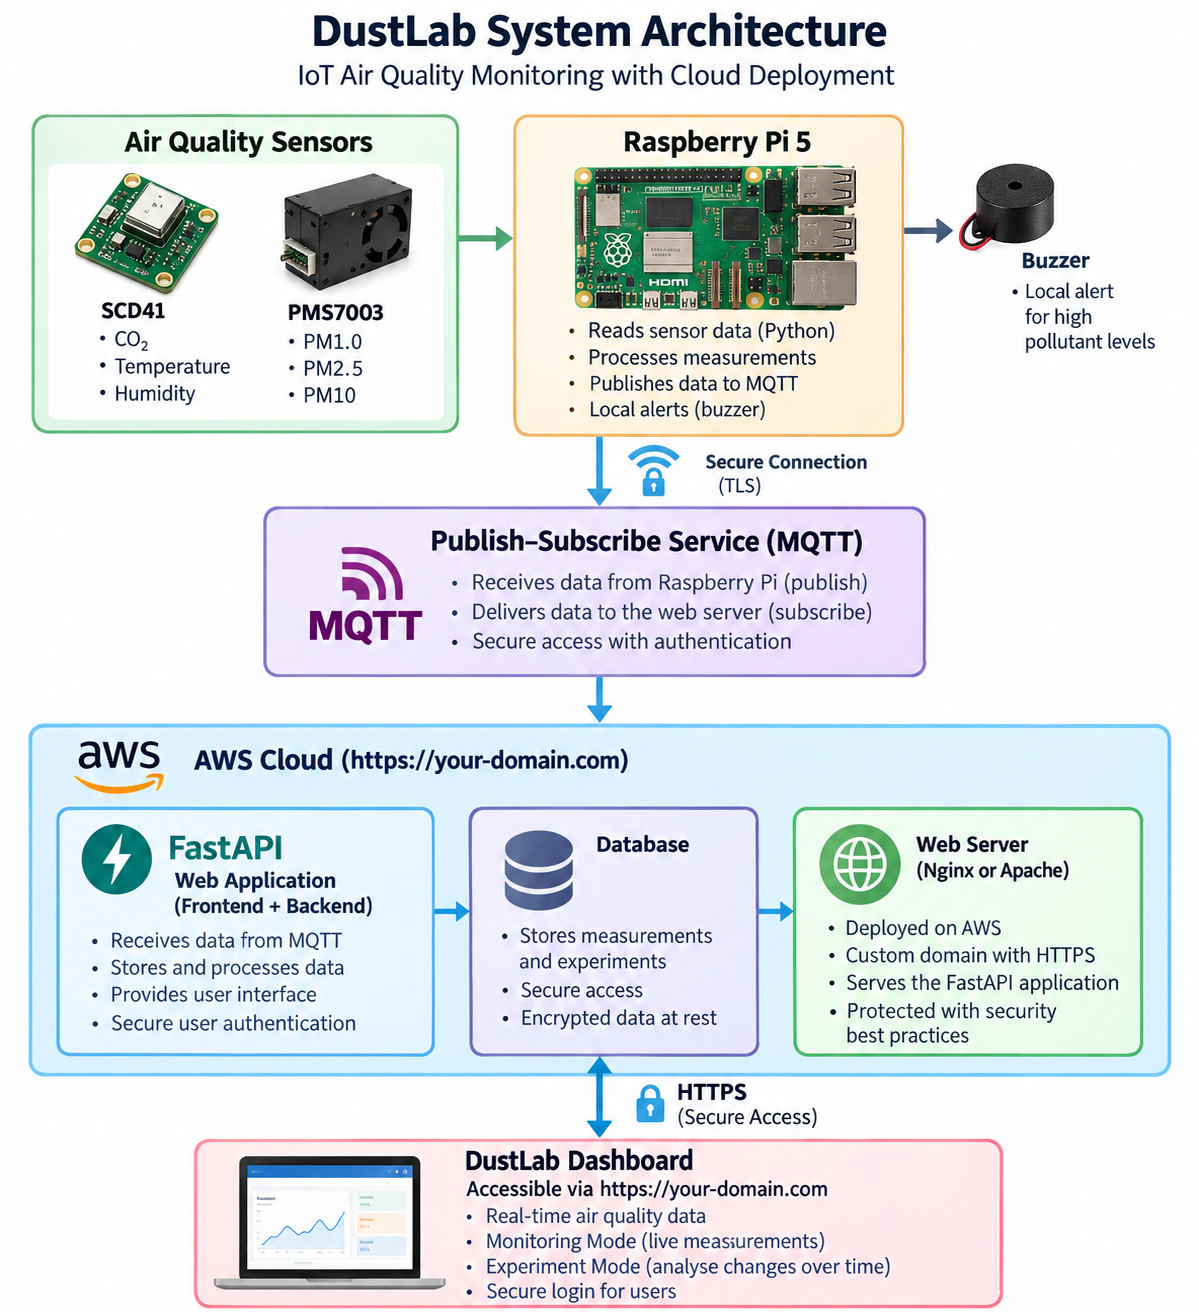 DustLab System Architecture
IoT Air Quality Monitoring with Cloud Deployment
Air Quality Sensors
SCD41
• CO₂
• Temperature
• Humidity
PMS7003
• PM1.0
• PM2.5
• PM10
Raspberry Pi 5
HDMI
• Reads sensor data (Python)
• Processes measurements
• Publishes data to MQTT
• Local alerts (buzzer)
Buzzer
• Local alert
for high
pollutant levels
Secure Connection
(TLS)
MQTT
Publish–Subscribe Service (MQTT)
• Receives data from Raspberry Pi (publish)
• Delivers data to the web server (subscribe)
• Secure access with authentication
aws
AWS Cloud (https://your-domain.com)
FastAPI
Web Application
(Frontend + Backend)
• Receives data from MQTT
• Stores and processes data
• Provides user interface
• Secure user authentication
Database
• Stores measurements
and experiments
• Secure access
• Encrypted data at rest
Web Server
(Nginx or Apache)
• Deployed on AWS
• Custom domain with HTTPS
• Serves the FastAPI application
• Protected with security
best practices
HTTPS
(Secure Access)
DustLab Dashboard
Accessible via https://your-domain.com
• Real-time air quality data
• Monitoring Mode (live measurements)
• Experiment Mode (analyse changes over time)
• Secure login for users